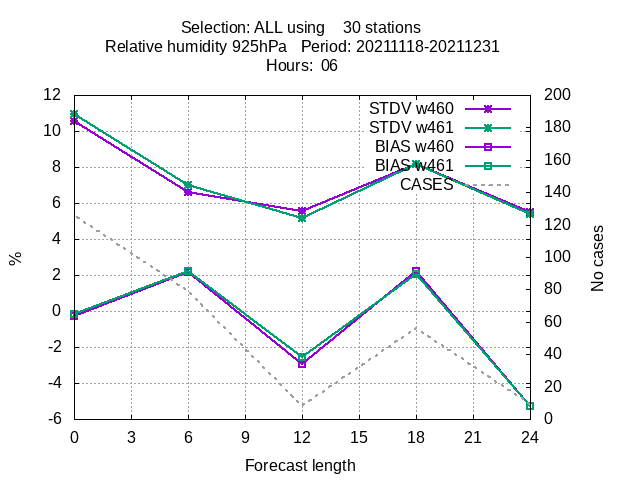 Selection: ALL using    30 stations
Relative humidity 925hPa   Period: 20211118-20211231
Hours:  06
12
10
8
6
4
2
0
-2
-4
-6
%
STDV w460
STDV w461
BIAS w460
BIAS w461
CASES
200
180
160
140
120
100
80
60
40
20
0
No cases
0 3 6 9 12 15 18 21 24
Forecast length